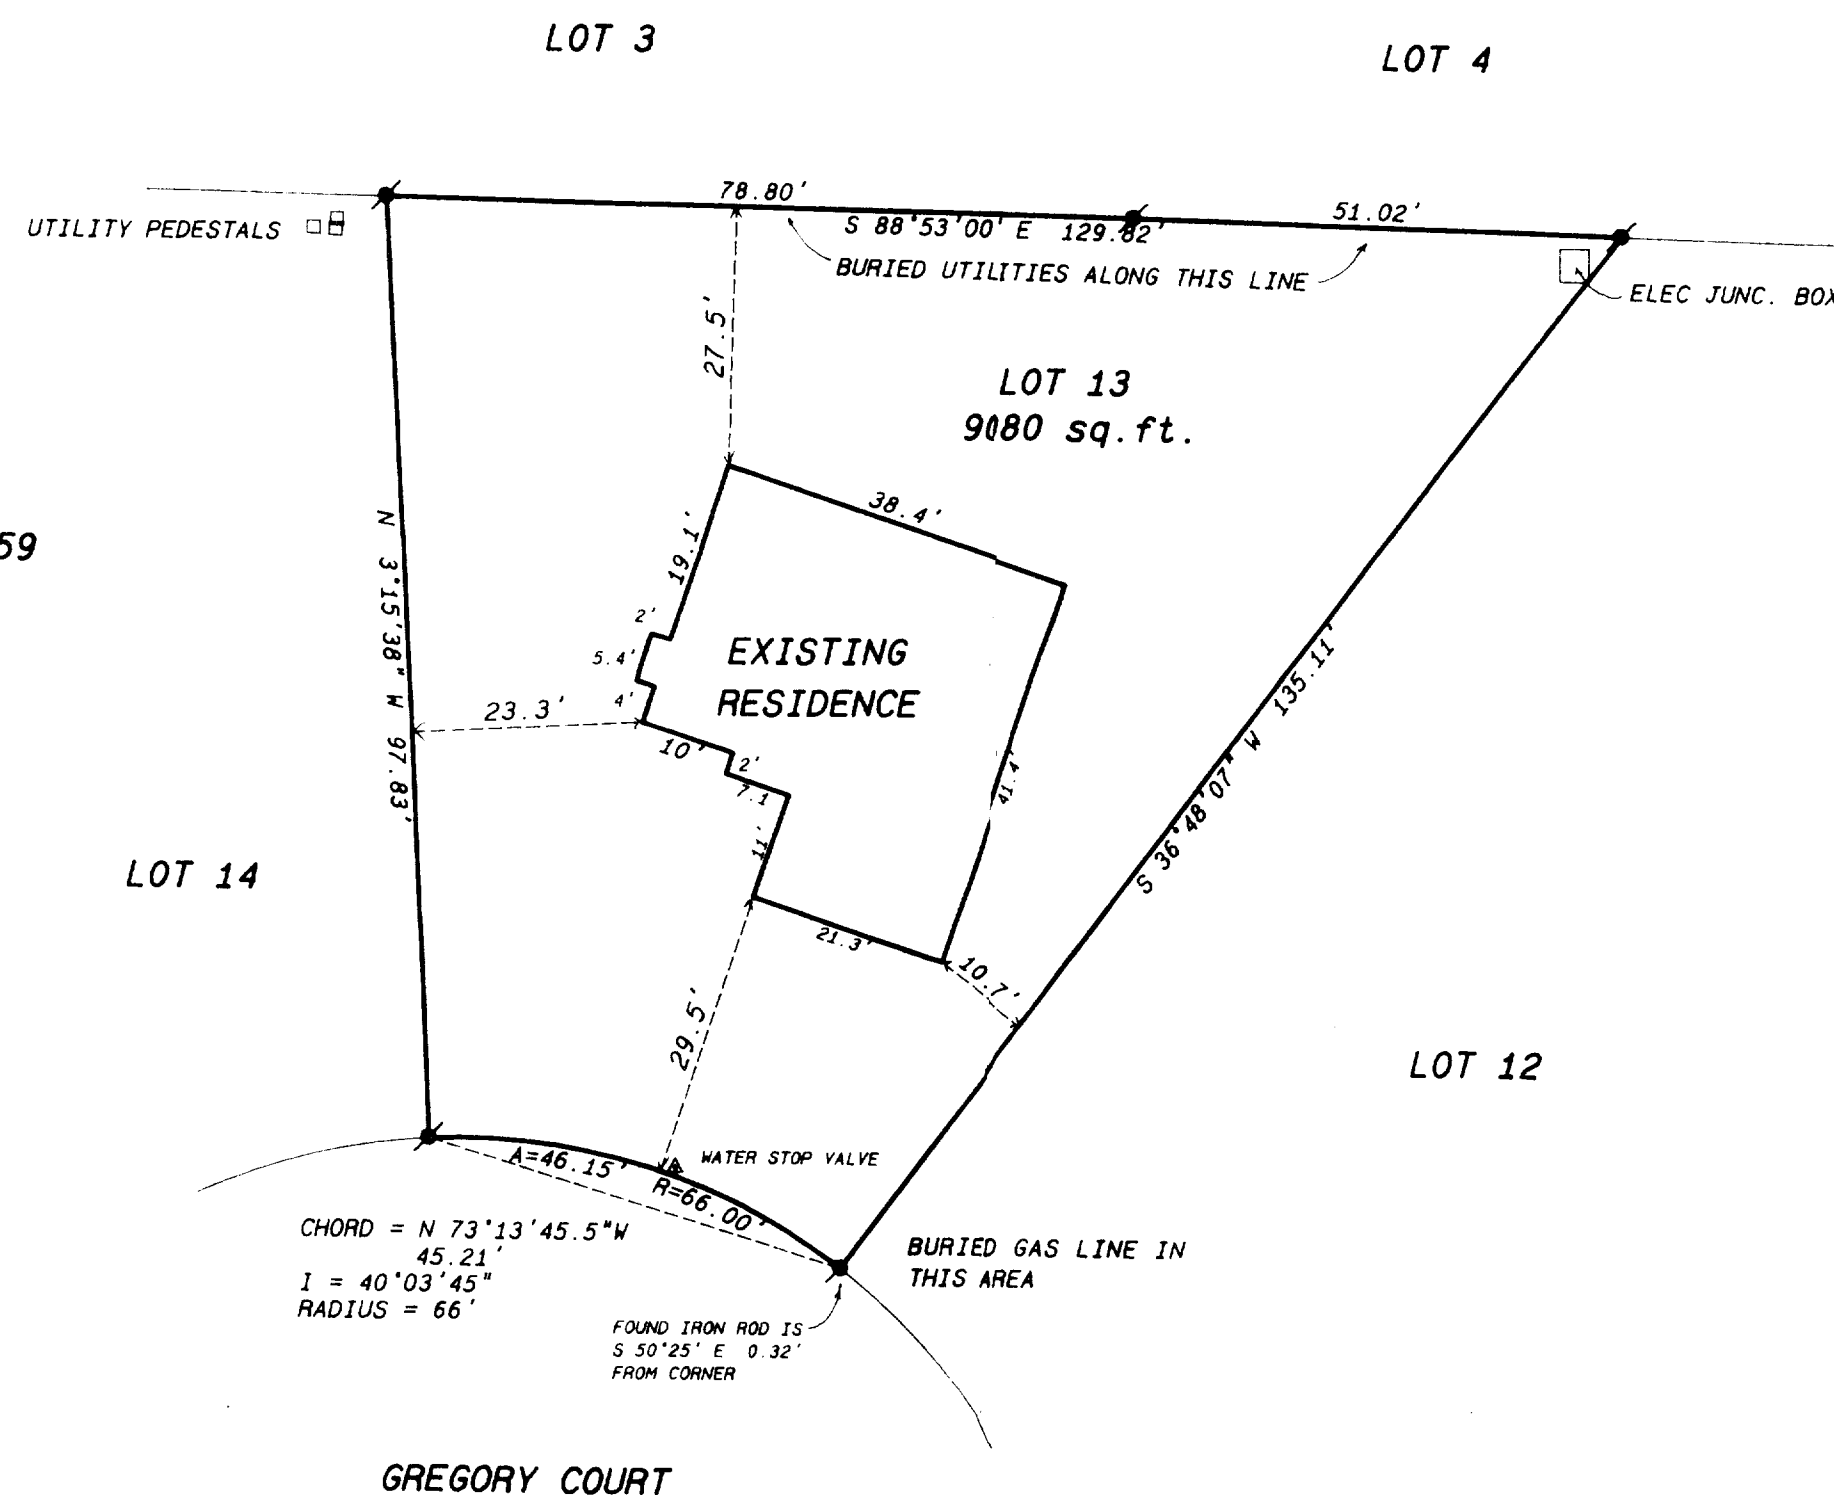 LOT 3
LOT 4
78.80'
51.02'
UTILITY PEDESTALS
S 88°53'00' E 129.82'
BURIED UTILITIES ALONG THIS LINE
ELEC JUNC. BOX
27.5'
LOT 13
9080 sq.ft.
38.4'
19.1'
N 3°15'38" W 97.83'
59
2'
5.4'
4'
EXISTING
RESIDENCE
S 36°48'07" W 135.11'
23.3'
10'
2'
7.1
41.4'
11'
LOT 14
21.3'
10.7'
29.5'
LOT 12
A=46.15'
WATER STOP VALVE
R=66.00'
CHORD = N 73°13'45.5"W
45.21'
I = 40°03'45"
RADIUS = 66'
BURIED GAS LINE IN
THIS AREA
FOUND IRON ROD IS
S 50°25' E 0.32'
FROM CORNER
GREGORY COURT